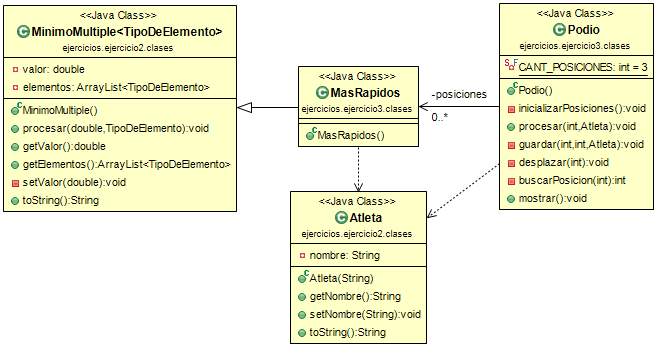 <<Java Class>>
MinimoMultiple<TipoDeElemento>
ejercicios.ejercicio2.clases
valor: double
elementos: ArrayList<TipoDeElemento>
MinimoMultiple()
procesar(double,TipoDeElemento):void
getValor():double
getElementos():ArrayList<TipoDeElemento>
setValor(double):void
toString():String
<<Java Class>>
MasRapidos
ejercicios.ejercicio3.clases
MasRapidos()
-posiciones
0..*
<<Java Class>>
Podio
ejercicios.ejercicio3.clases
CANT_POSICIONES: int = 3
Podio()
inicializarPosiciones():void
procesar(int,Atleta):void
guardar(int,int,Atleta):void
desplazar(int):void
buscarPosicion(int):int
mostrar():void
<<Java Class>>
Atleta
ejercicios.ejercicio2.clases
nombre: String
Atleta(String)
getNombre():String
setNombre(String):void
toString():String